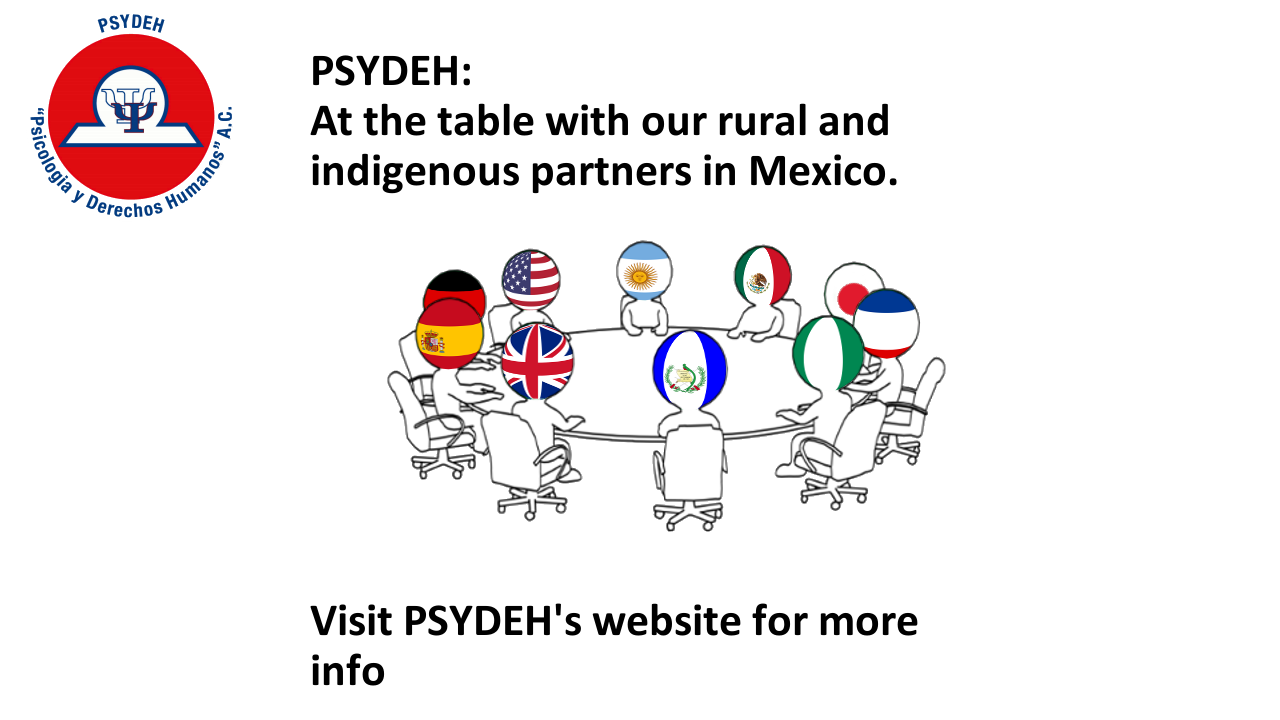 PSYDEH
“Psicología y Derechos Humanos” A.C.
PSYDEH:
At the table with our rural and
indigenous partners in Mexico.
Visit PSYDEH's website for more
info